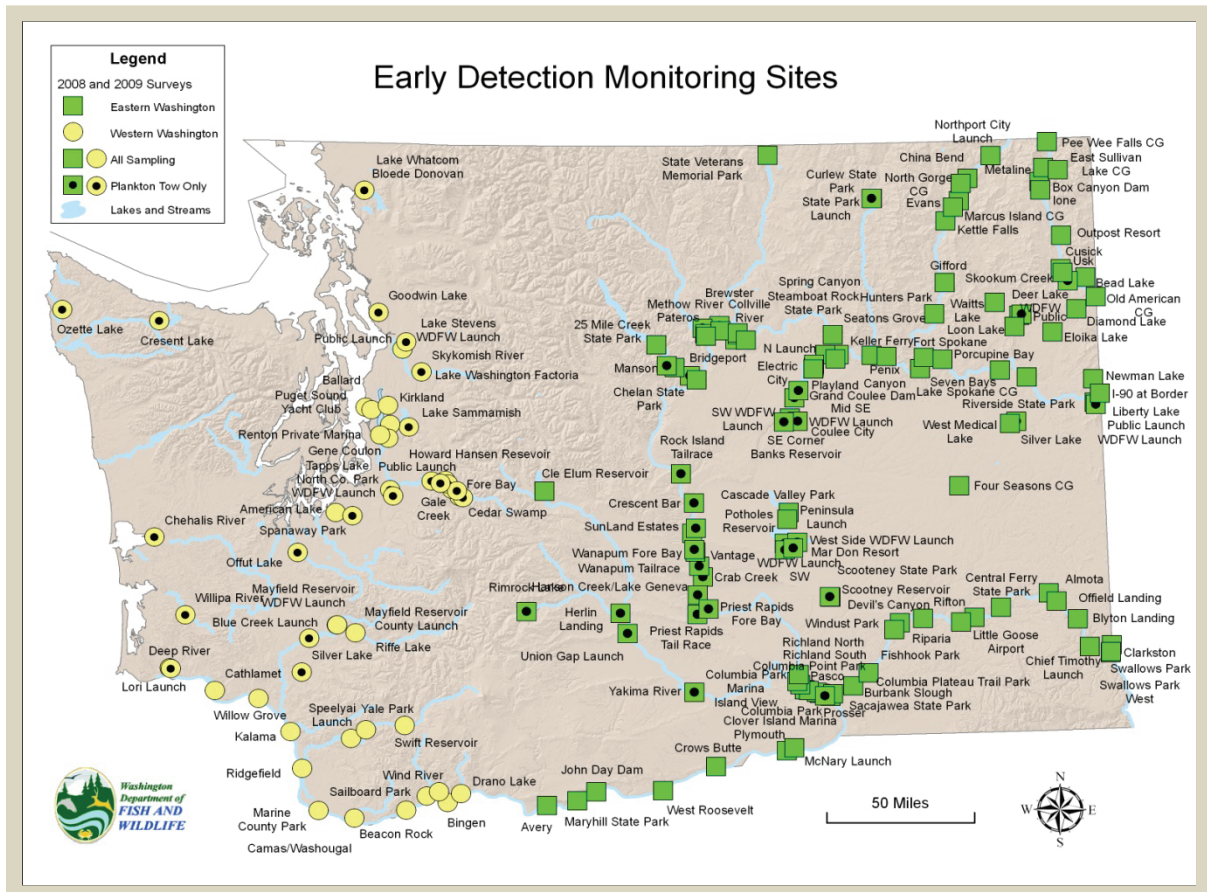 Early Detection Monitoring Sites
Legend
2008 and 2009 Surveys
Eastern Washington
Western Washington
All Sampling
Plankton Tow Only
Lakes and Streams
Lake Whatcom
Bloede Donovan
State Veterans
Memorial Park
Northport City
Launch
China Bend
Pee Wee Falls CG
Metaline
East Sullivan
Lake CG
Curlew State
Park
State Park
Launch
North Gorge
CG
Evans
Box Canyon Dam
Ione
Marcus Island CG
Kettle Falls
Outpost Resort
Cusick
Usk
Skookum Creek
Bead Lake
Gifford
Old American
CG
Ozette Lake
Cresent Lake
Goodwin Lake
Lake Stevens
WDFW Launch
Public Launch
Skykomish River
Lake Washington Factoria
25 Mile Creek
State Park
Methow River
Pateros
Brewster
Collville
River
Bridgeport
Manson
Chelan State
Park
Spring Canyon
Steamboat Rock
State Park
Hunters Park
Seatons Grove
Waitts
Lake
Deer Lake
WDFW
Public
Loon Lake
Diamond Lake
Eloika Lake
N Launch
Electric
City
Keller Ferry
Penix
Canyon
Fort Spokane
Porcupine Bay
Seven Bays
Lake Spokane CG
Playland
Grand Coulee Dam
Mid SE
WDFW Launch
Coulee City
SW WDFW
Launch
SE Corner
Banks Reservoir
Riverside State Park
West Medical
Lake
Silver Lake
Newman Lake
I-90 at Border
Liberty Lake
Public Launch
WDFW Launch
Ballard
Puget Sound
Yacht Club
Kirkland
Lake Sammamish
Renton Private Marina
Gene Coulon
Tapps Lake
North Co. Park
WDFW Launch
Howard Hansen Resevoir
Public Launch
Fore Bay
Gale
Creek
Cedar Swamp
American Lake
Spanaway Park
Chehalis River
Offut Lake
Cle Elum Reservoir
Rock Island
Tailrace
Crescent Bar
SunLand Estates
Wanapum Fore Bay
Vantage
Wanapum Tailrace
Crab Creek
Hanson Creek/Lake Geneva
Rimrock Lake
Herlin
Landing
Union Gap Launch
Priest Rapids
Fore Bay
Priest Rapids
Tail Race
Yakima River
Four Seasons CG
Cascade Valley Park
Potholes
Reservoir
Peninsula
Launch
West Side WDFW Launch
Mar Don Resort
WDFW Launch
SW
Scooteney State Park
Scootney Reservoir
Devil's Canyon
Windust Park
Rifton
Riparia
Fishhook Park
Central Ferry
State Park
Little Goose
Airport
Almota
Offield Landing
Blyton Landing
Chief Timothy
Launch
Clarkston
Swallows Park
Swallows Park
West
Richland North
Richland South
Columbia Point Park
Columbia Park
Marina
Pasco
Island View
Columbia Park
Prosser
Clover Island Marina
Columbia Plateau Trail Park
Burbank Slough
Sacajawea State Park
Plymouth
McNary Launch
Crows Butte
John Day Dam
West Roosevelt
Maryhill State Park
Avery
Willipa River
Mayfield Reservoir
WDFW Launch
Blue Creek Launch
Mayfield Reservoir
County Launch
Riffe Lake
Silver Lake
Deep River
Lori Launch
Cathlamet
Willow Grove
Kalama
Speelyai
Launch
Yale Park
Swift Reservoir
Ridgefield
Wind River
Sailboard Park
Drano Lake
Marine
County Park
Camas/Washougal
Beacon Rock
Bingen
50 Miles
N
W
E
S
Washington
Department of
FISH AND
WILDLIFE